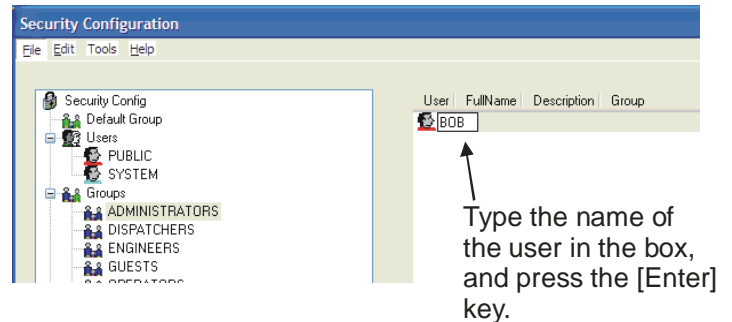 Security Configuration
File Edit Tools Help
Security Config
Default Group
Users
PUBLIC
SYSTEM
Groups
ADMINISTRATORS
DISPATCHERS
ENGINEERS
GUESTS
OPERATORS
User FullName Description Group
BOB
Type the name of
the user in the box,
and press the [Enter]
key.